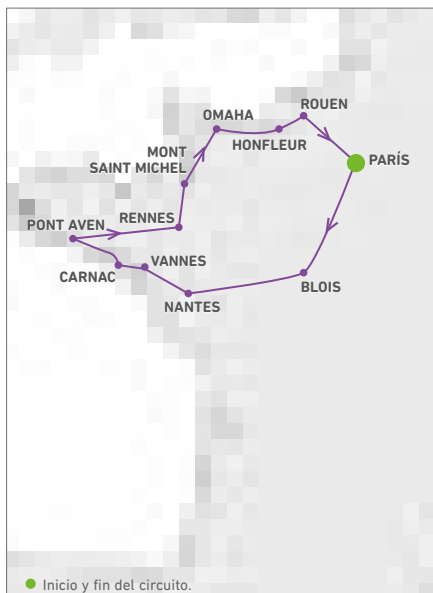 ROUEN
OMAHA
HONFLEUR
PARÍS
MONT
SAINT MICHEL
RENNES
PONT AVEN
VANNES
CARNAC
NANTES
BLOIS
Inicio y fin del circuito.